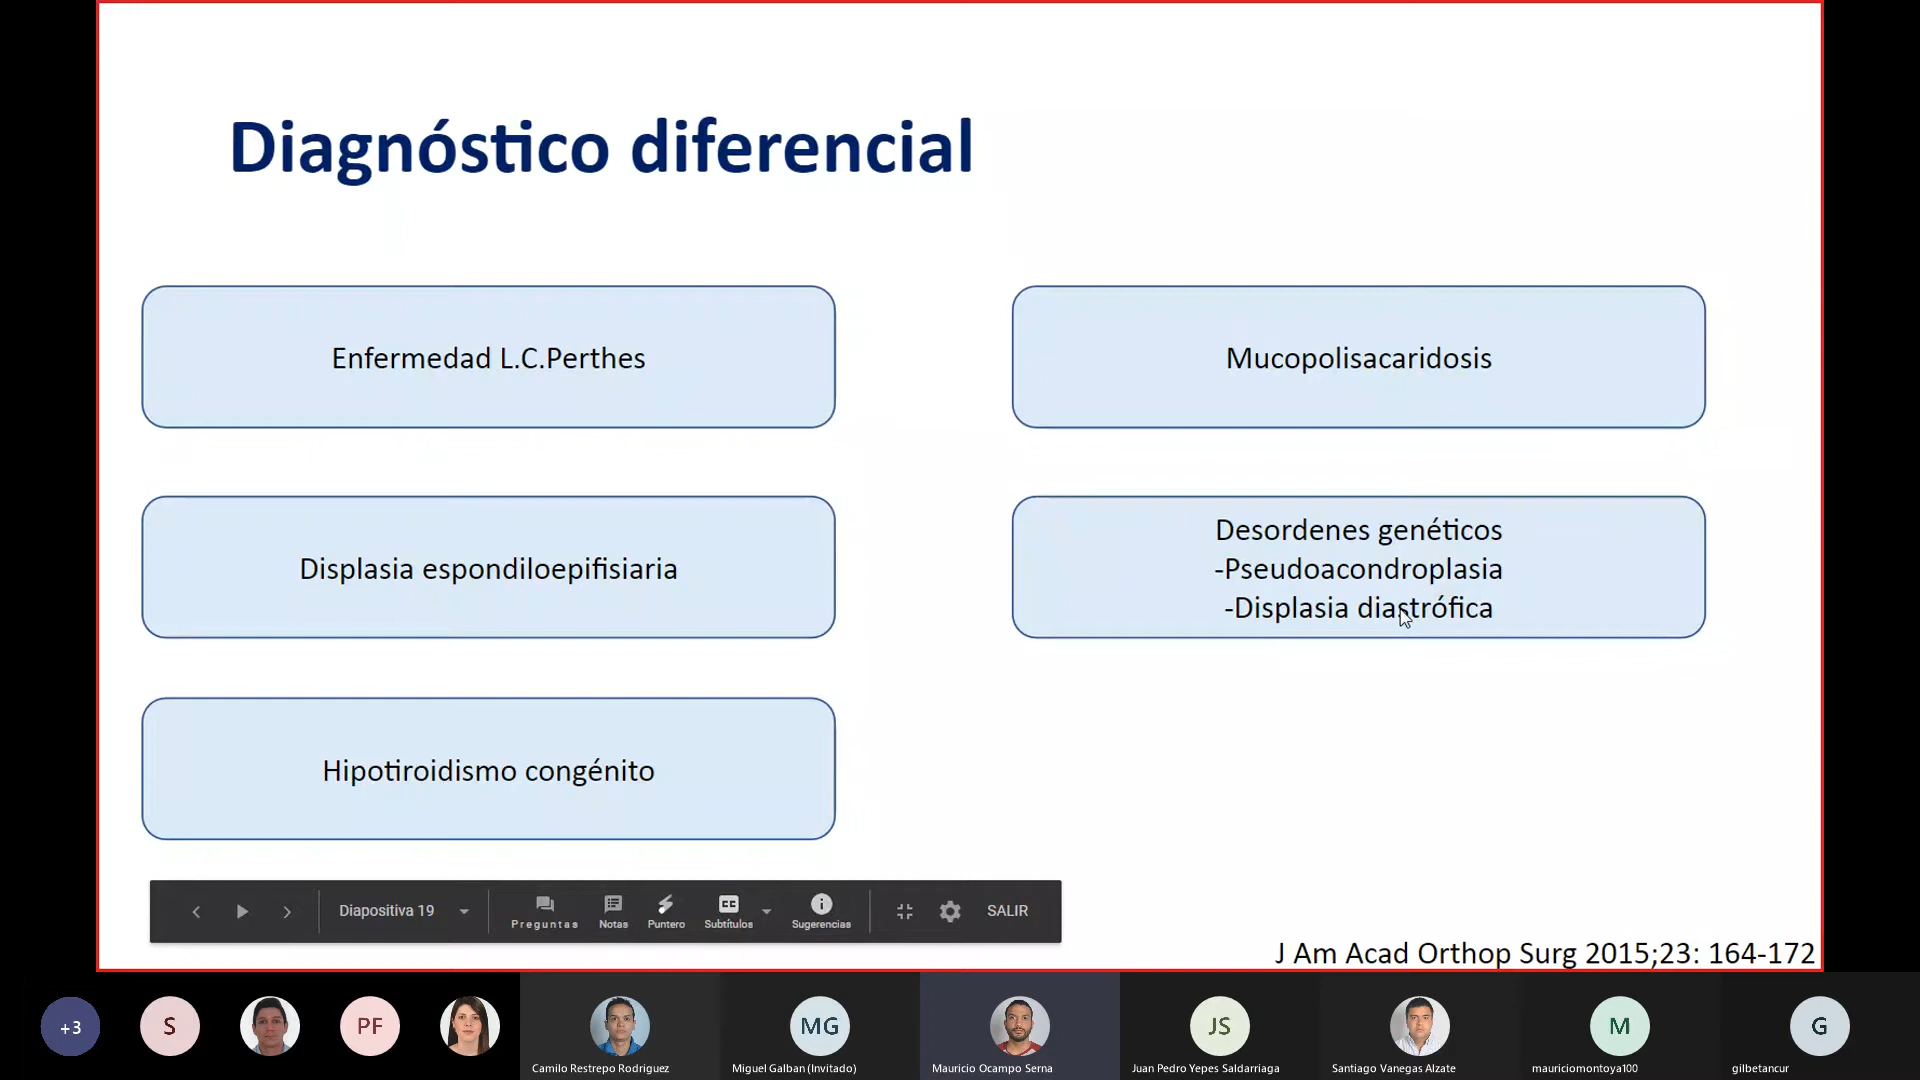 Diagnóstico diferencial
Enfermedad L.C.Perthes
Mucopolisacaridosis
Displasia espondiloepifisiaria
Desordenes genéticos
-Pseudoacondroplasia
-Displasia diastrófica
Hipotiroidismo congénito
Diapositiva 19
Preguntas
Notas
Puntero
Subtítulos
Sugerencias
SALIR
J Am Acad Orthop Surg 2015;23: 164-172
+3
S
PF
MG
JS
M
G
Camilo Restrepo Rodriguez
Miguel Galban (Invitado)
Mauricio Ocampo Serna
Juan Pedro Yepes Saldarriaga
Santiago Vanegas Alzate
mauriciomontoya100
gilbetancur